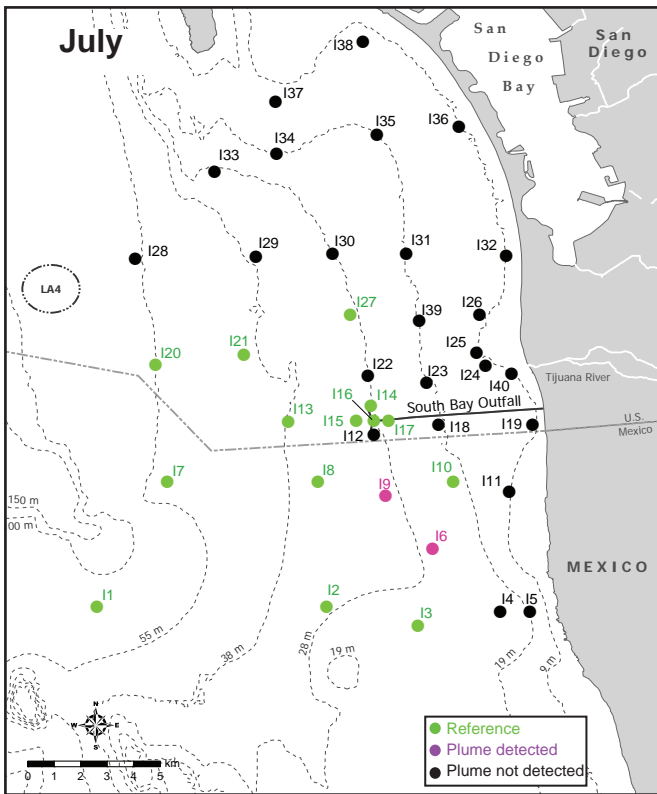 July
San
Diego
Bay
San
Diego
I38
I37
I36
I35
I34
I33
I28
I29
I30
I31
I32
LA4
I27
I26
I39
I20
I21
I25
I24
I22
I23
I40
Tijuana River
I16
I14
South Bay Outfall
I13
I15
I17
I12
I18
I19
U.S.
Mexico
I7
I8
I9
I10
I11
150 m
00 m
I6
MEXICO
I1
I2
I3
I4
I5
55 m
38 m
28 m
19 m
19 m
9 m
N
W E
S
0 1 2 3 4 5 km
Reference
Plume detected
Plume not detected